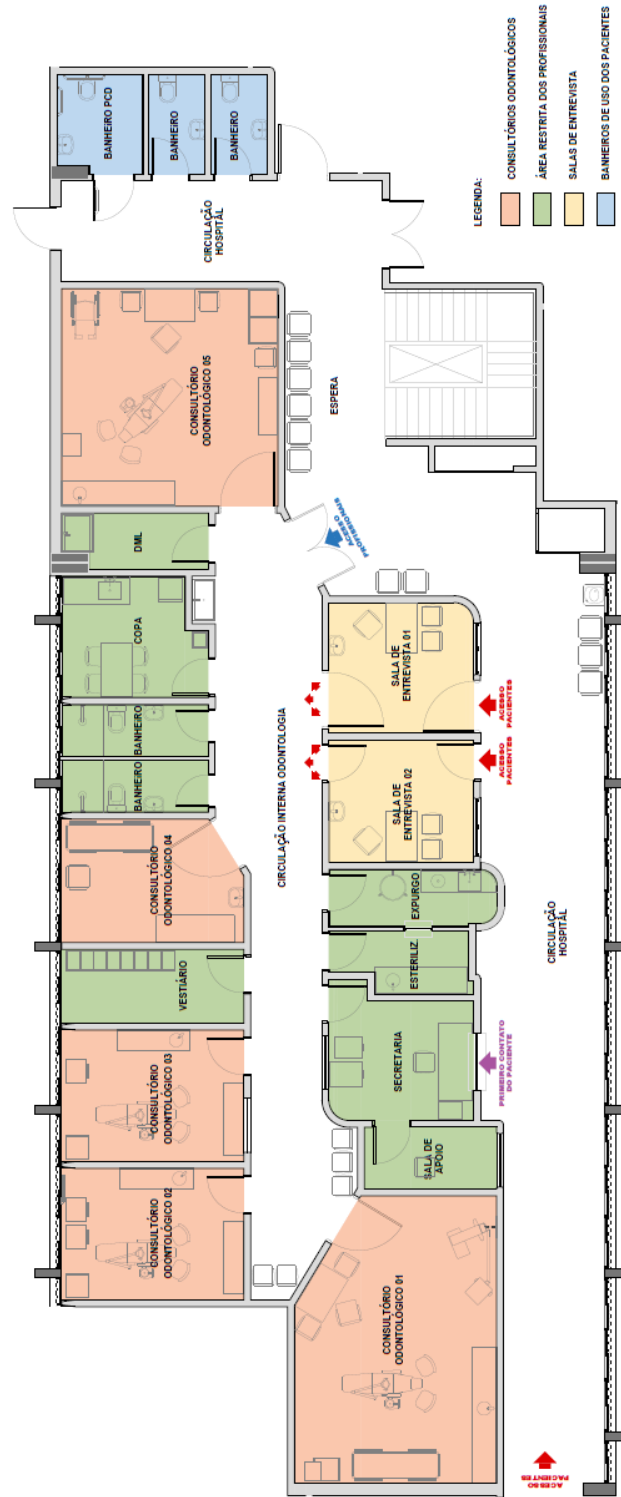 BANHEIRO PCD
BANHEIRO
BANHEIRO
CIRCULAÇÃO
HOSPITAL
CONSULTÓRIO
ODONTOLÓGICO 05
ESPERA
DML
ACESSO
PROFISSIONAIS
COPA
BANHEIRO
BANHEIRO
CIRCULAÇÃO INTERNA ODONTOLOGIA
SALA DE
ENTREVISTA 01
ACESSO
PACIENTES
SALA DE
ENTREVISTA 02
ACESSO
PACIENTES
CONSULTÓRIO
ODONTOLÓGICO 04
EXPURGO
VESTIÁRIO
ESTERILIZ.
CIRCULAÇÃO
HOSPITAL
CONSULTÓRIO
ODONTOLÓGICO 03
SECRETARIA
PRIMEIRO CONTATO
DO PACIENTE
CONSULTÓRIO
ODONTOLÓGICO 02
SALA DE
APOIO
CONSULTÓRIO
ODONTOLÓGICO 01
ACESSO
PACIENTES
LEGENDA:
CONSULTÓRIOS ODONTOLÓGICOS
ÁREA RESTRITA DOS PROFISSIONAIS
SALAS DE ENTREVISTA
BANHEIROS DE USO DOS PACIENTES